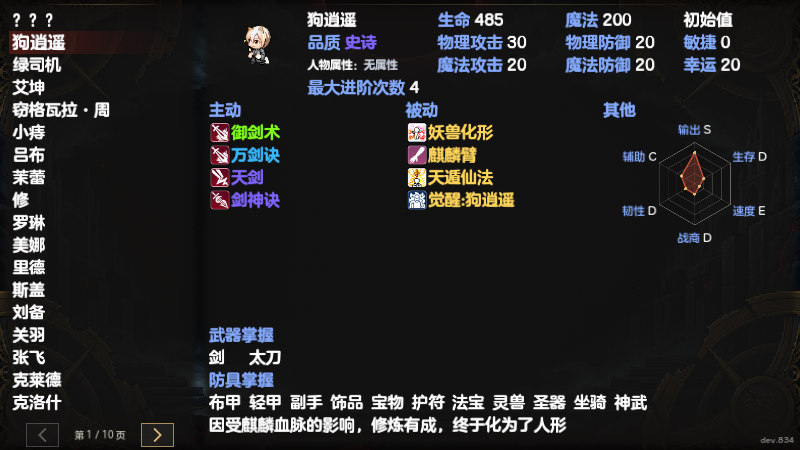 ？？？
狗逍遥
绿司机
艾坤
窃格瓦拉·周
小痔
吕布
茉蕾
修
罗琳
美娜
里德
斯盖
刘备
关羽
张飞
克莱德
克洛什
第 1 / 10 页
狗逍遥 生命 485 魔法 200 初始值
品质 史诗 物理攻击 30 物理防御 20 敏捷 0
人物属性：无属性 魔法攻击 20 魔法防御 20 幸运 20
最大进阶次数 4
主动 被动 其他
御剑术 妖兽化形
万剑诀 麒麟臂
天剑 天遁仙法
剑神诀 觉醒:狗逍遥
输出 S
辅助 C 生存 D
韧性 D 速度 E
战商 D
武器掌握
剑 太刀
防具掌握
布甲 轻甲 副手 饰品 宝物 护符 法宝 灵兽 圣器 坐骑 神武
因受麒麟血脉的影响，修炼有成，终于化为了人形
dev.834